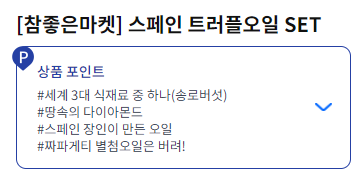 [참좋은마켓] 스페인 트러플오일 SET
P
상품 포인트
#세계 3대 식재료 중 하나(송로버섯)
#땅속의 다이아몬드
#스페인 장인이 만든 오일
#짜파게티 별첨오일은 버려!